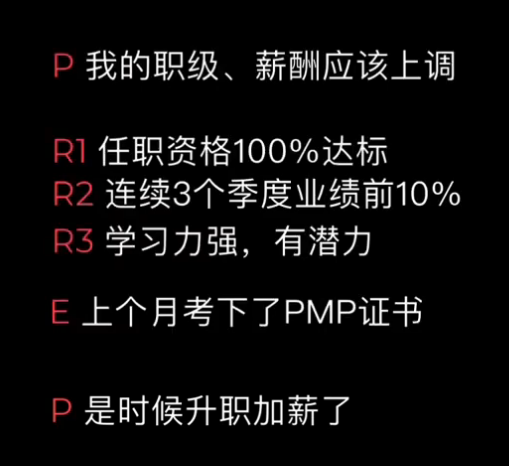 P 我的职级、薪酬应该上调
R1 任职资格100%达标
R2 连续3个季度业绩前10%
R3 学习力强，有潜力
E 上个月考下了PMP证书
P 是时候升职加薪了